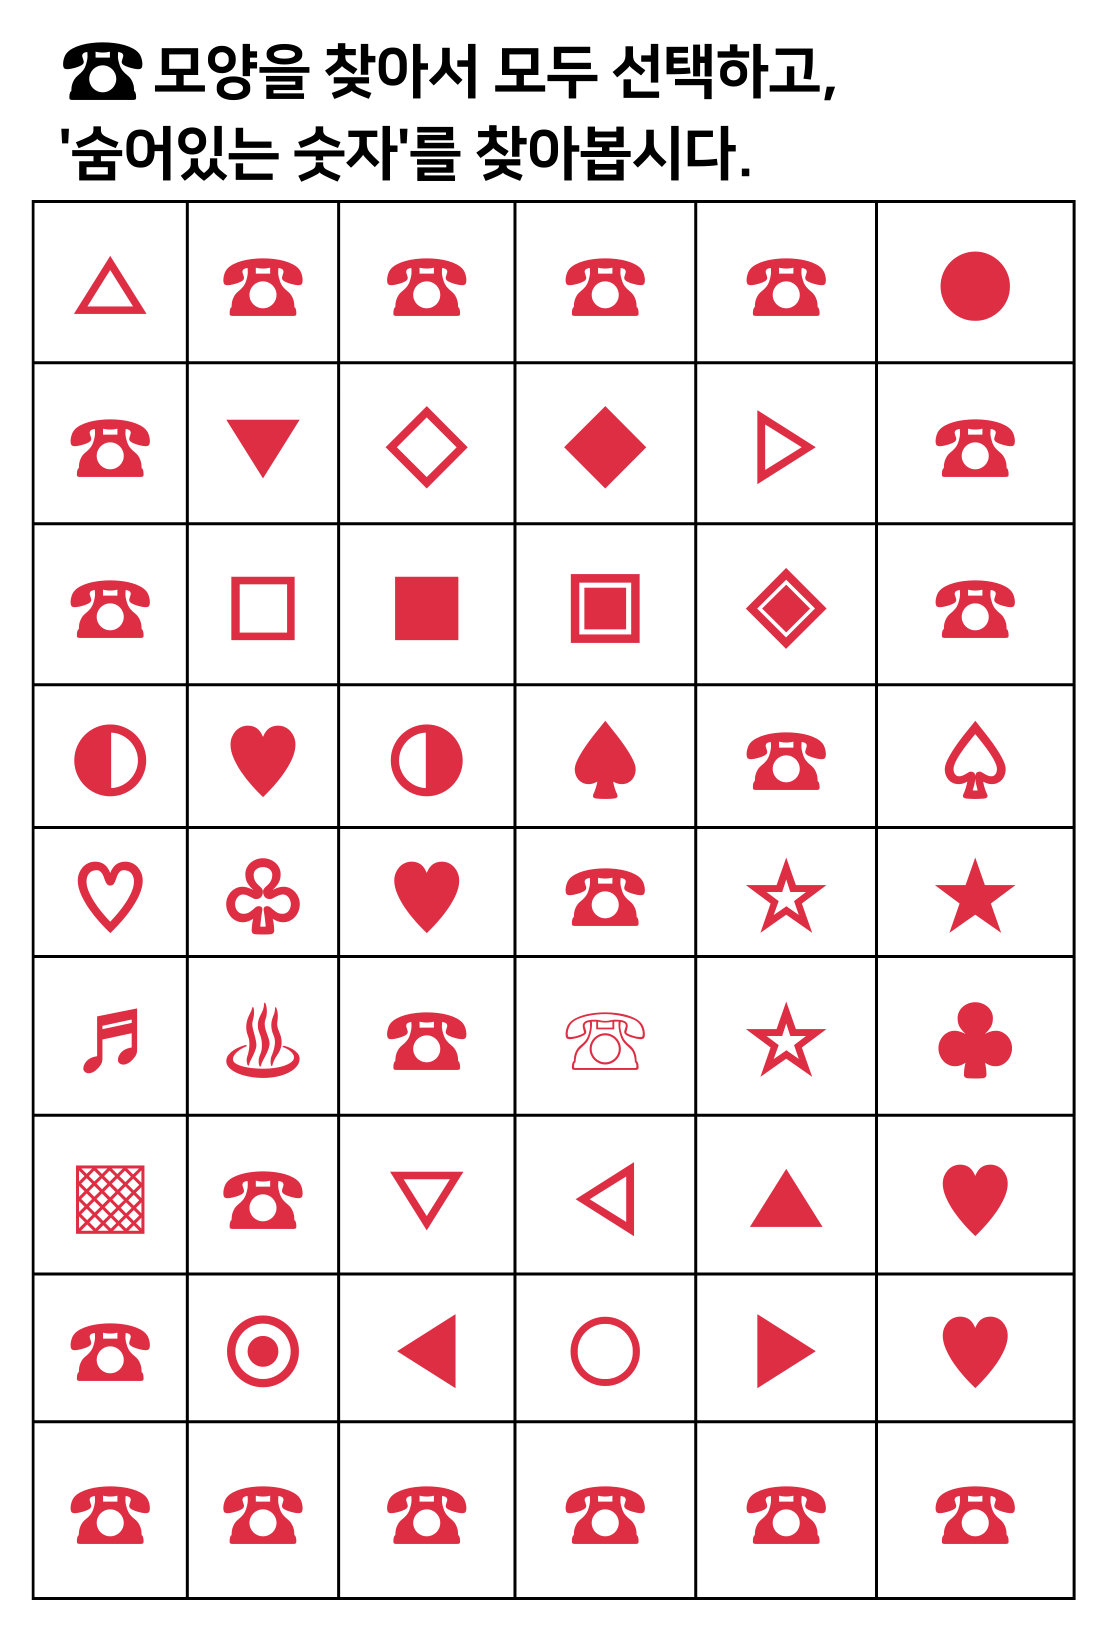 ☎ 모양을 찾아서 모두 선택하고,
'숨어있는 숫자'를 찾아봅시다.
△ ☎ ☎ ☎ ☎ ●
☎ ▼ ◇ ◆ ▷ ☎
☎ □ ■ ▣ ◈ ☎
◐ ♥ ◑ ♠ ☎ ♤
♡ ♧ ♥ ☎ ☆ ★
♬ ♨ ☎ ☏ ☆ ♣
▩ ☎ ▽ ◁ ▲ ♥
☎ ◉ ◀ ○ ▶ ♥
☎ ☎ ☎ ☎ ☎ ☎